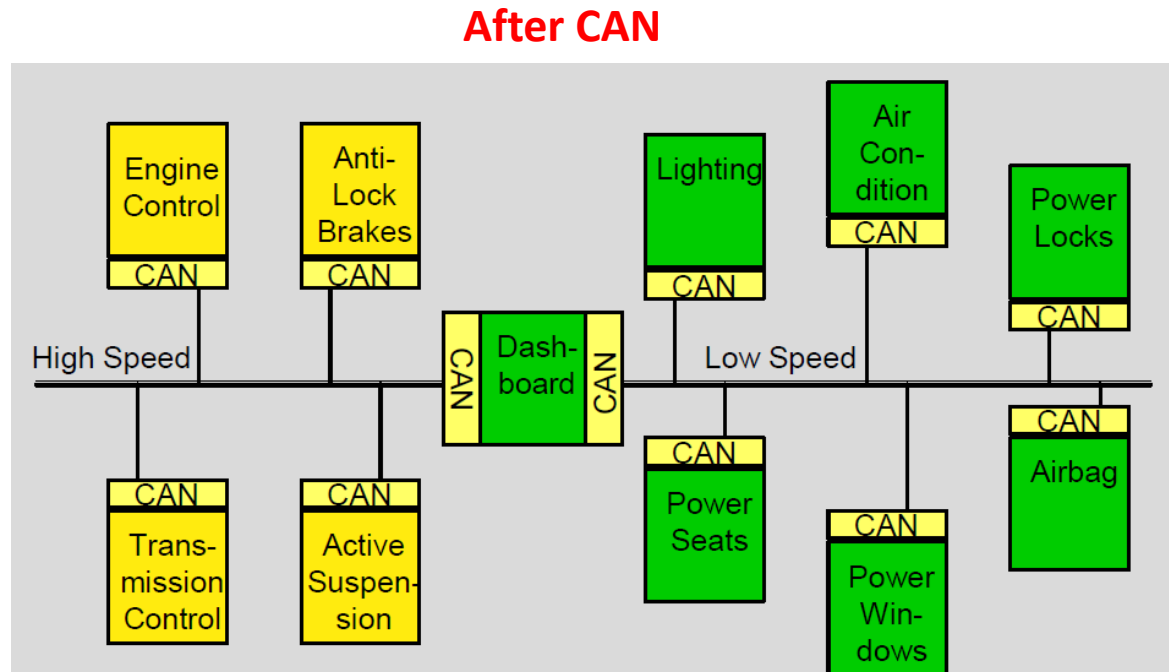 After CAN
Engine
Control
CAN
Anti-
Lock
Brakes
CAN
Lighting
CAN
Air
Con-
dition
CAN
Power
Locks
CAN
High Speed
CAN
Dash-
board
CAN
Low Speed
CAN
Trans-
mission
Control
CAN
Active
Suspen-
sion
CAN
Power
Seats
CAN
Power
Win-
dows
CAN
Airbag